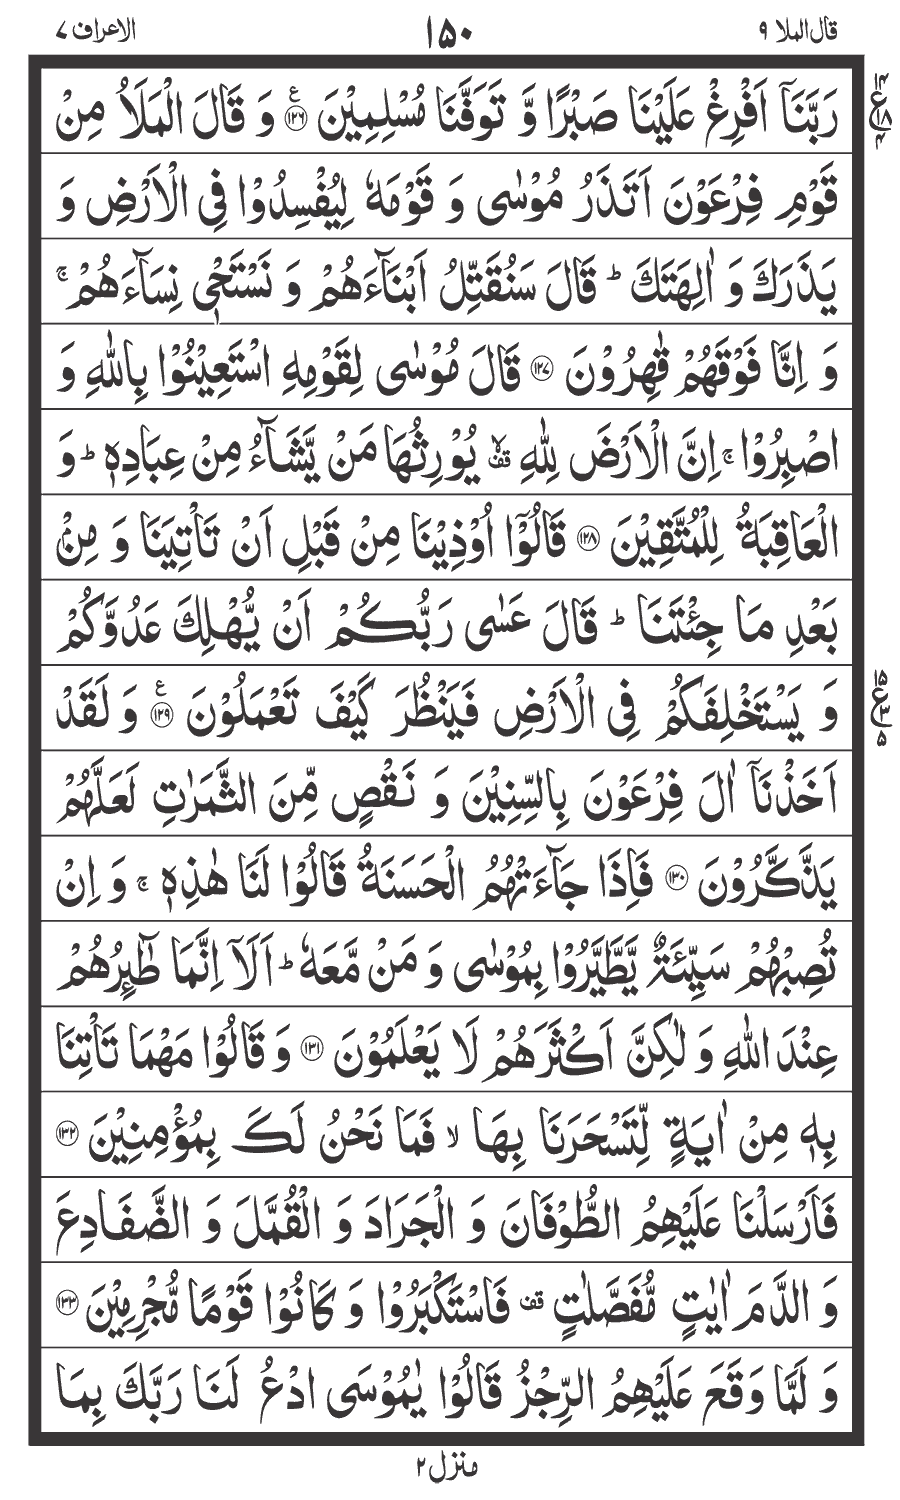 قال الملا ۹ ۱۵۰ الاعراف ۷
رَبَّنَاۤ اَفْرِغْ عَلَیْنَا صَبْرًا وَّ تَوَفَّنَا مُسْلِمِیْنَ ۧ﴿۱۲۶﴾ وَ قَالَ الْمَلَاُ مِنْ
قَوْمِ فِرْعَوْنَ اَتَذَرُ مُوْسٰی وَ قَوْمَهٗ لِیُفْسِدُوْا فِی الْاَرْضِ وَ
یَذَرَكَ وَ اٰلِهَتَكَ ؕ قَالَ سَنُقَتِّلُ اَبْنَآءَهُمْ وَ نَسْتَحْیٖ نِسَآءَهُمْ ۚ
وَ اِنَّا فَوْقَهُمْ قٰهِرُوْنَ ﴿۱۲۷﴾ قَالَ مُوْسٰی لِقَوْمِهِ اسْتَعِیْنُوْا بِاللّٰهِ وَ
اصْبِرُوْا ۚ اِنَّ الْاَرْضَ لِلّٰهِ ۙ۟ یُوْرِثُهَا مَنْ یَّشَآءُ مِنْ عِبَادِهٖ ؕ وَ
الْعَاقِبَةُ لِلْمُتَّقِیْنَ ﴿۱۲۸﴾ قَالُوْۤا اُوْذِیْنَا مِنْ قَبْلِ اَنْ تَاْتِیَنَا وَ مِنْۢ
بَعْدِ مَا جِئْتَنَا ؕ قَالَ عَسٰی رَبُّكُمْ اَنْ یُّهْلِكَ عَدُوَّكُمْ
وَ یَسْتَخْلِفَكُمْ فِی الْاَرْضِ فَیَنْظُرَ كَیْفَ تَعْمَلُوْنَ ۧ﴿۱۲۹﴾ وَ لَقَدْ
اَخَذْنَاۤ اٰلَ فِرْعَوْنَ بِالسِّنِیْنَ وَ نَقْصٍ مِّنَ الثَّمَرٰتِ لَعَلَّهُمْ
یَذَّكَّرُوْنَ ﴿۱۳۰﴾ فَاِذَا جَآءَتْهُمُ الْحَسَنَةُ قَالُوْا لَنَا هٰذِهٖ ۚ وَ اِنْ
تُصِبْهُمْ سَیِّئَةٌ یَّطَّیَّرُوْا بِمُوْسٰی وَ مَنْ مَّعَهٗ ؕ اَلَاۤ اِنَّمَا طٰٓىِٕرُهُمْ
عِنْدَ اللّٰهِ وَ لٰكِنَّ اَكْثَرَهُمْ لَا یَعْلَمُوْنَ ﴿۱۳۱﴾ وَ قَالُوْا مَهْمَا تَاْتِنَا
بِهٖ مِنْ اٰیَةٍ لِّتَسْحَرَنَا بِهَا ۙ فَمَا نَحْنُ لَكَ بِمُؤْمِنِیْنَ ﴿۱۳۲﴾
فَاَرْسَلْنَا عَلَیْهِمُ الطُّوْفَانَ وَ الْجَرَادَ وَ الْقُمَّلَ وَ الضَّفَادِعَ
وَ الدَّمَ اٰیٰتٍ مُّفَصَّلٰتٍ ۫ فَاسْتَكْبَرُوْا وَ كَانُوْا قَوْمًا مُّجْرِمِیْنَ ﴿۱۳۳﴾
وَ لَمَّا وَقَعَ عَلَیْهِمُ الرِّجْزُ قَالُوْا یٰمُوْسَی ادْعُ لَنَا رَبَّكَ بِمَا
منزل ۲